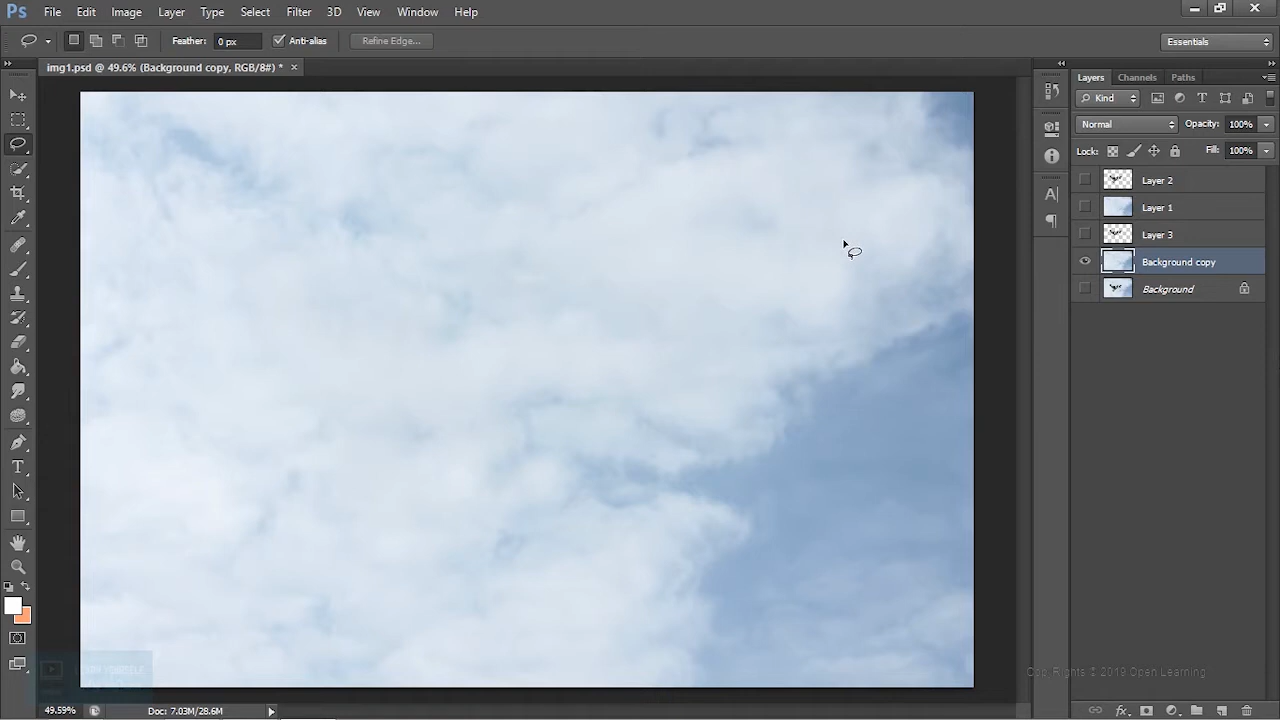 Ps File Edit Image Layer Type Select Filter 3D View Window Help
Feather: 0 px Anti-alias Refine Edge... Essentials
img1.psd @ 49.6% (Background copy, RGB/8#) * ×
Layers Channels Paths
Kind
Normal Opacity: 100%
Lock: Fill: 100%
Layer 2
Layer 1
Layer 3
Background copy
Background
Cop Rights © 2019 Open Learning
49.59% Doc: 7.03M/28.6M